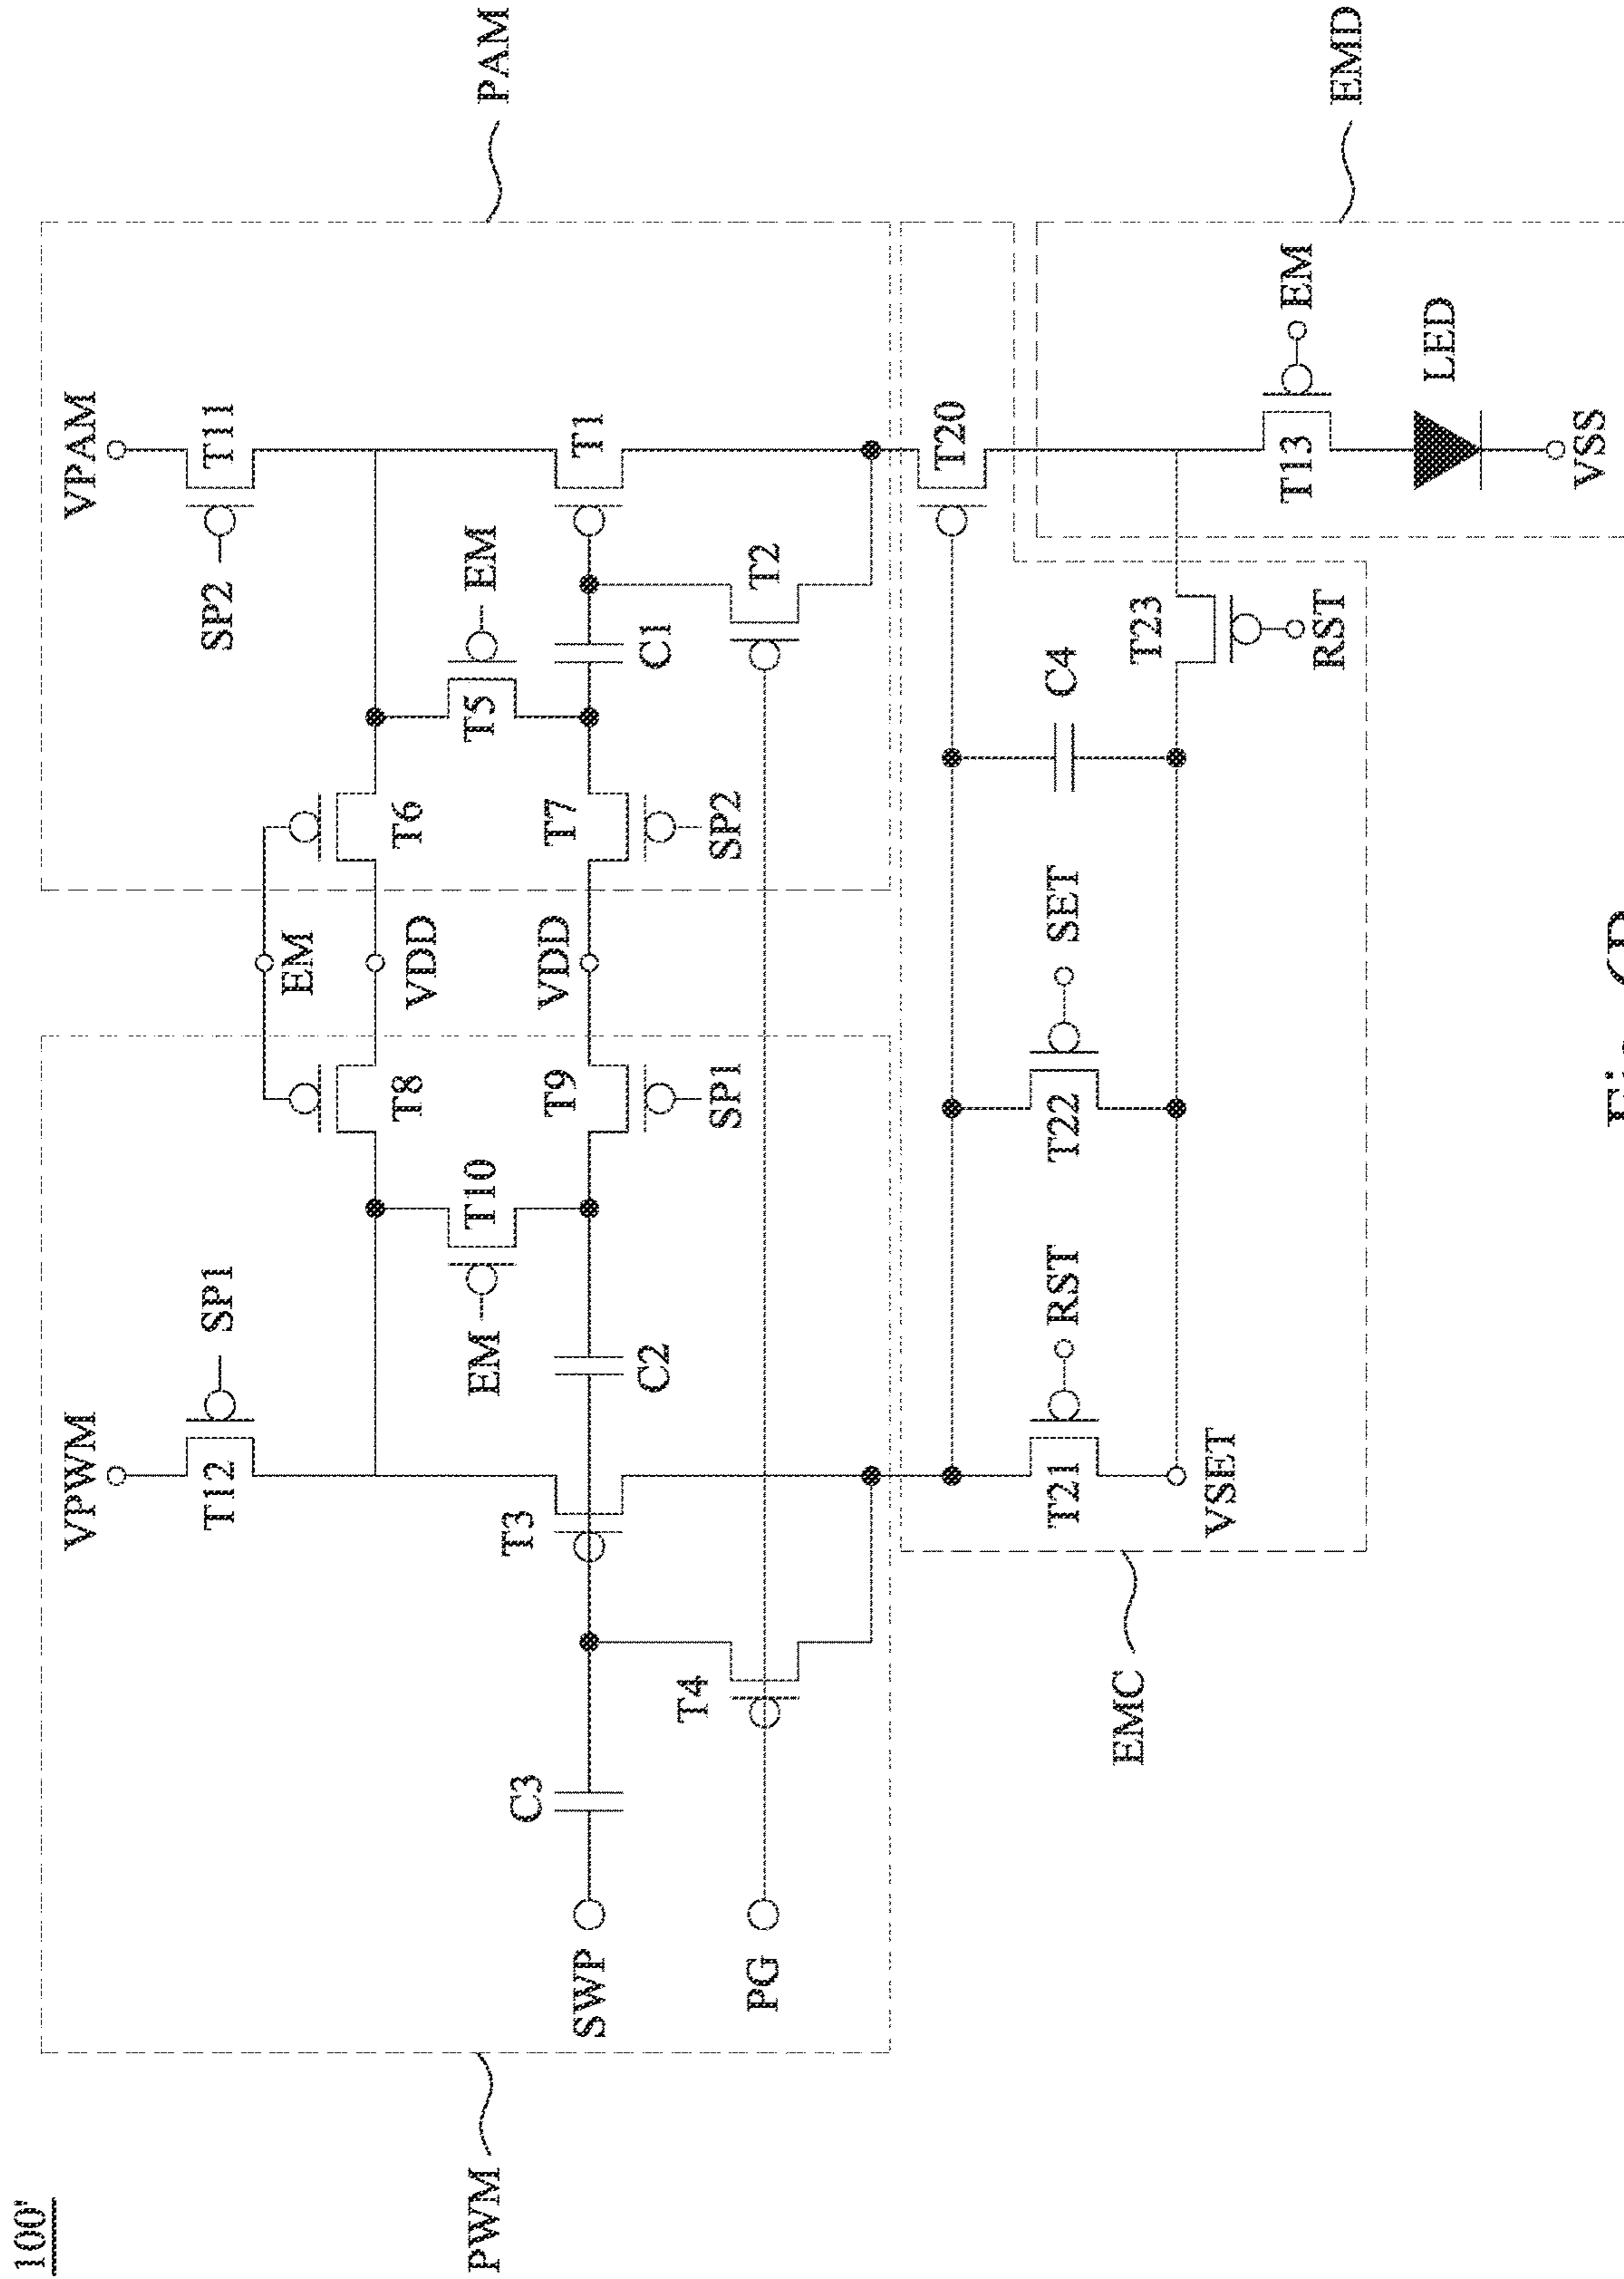 100'
PWM
PAM
VPWM
VPAM
T12
SP1
SP2
T11
EM
T8
T6
VDD
VDD
T10
EM
T5
EM
T3
T9
T7
T1
C3
C2
C1
SWP
SP1
SP2
T4
T2
PG
T20
T21
RST
T22
SET
C4
T23
RST
VSET
EMC
T13
EM
EMD
LED
VSS